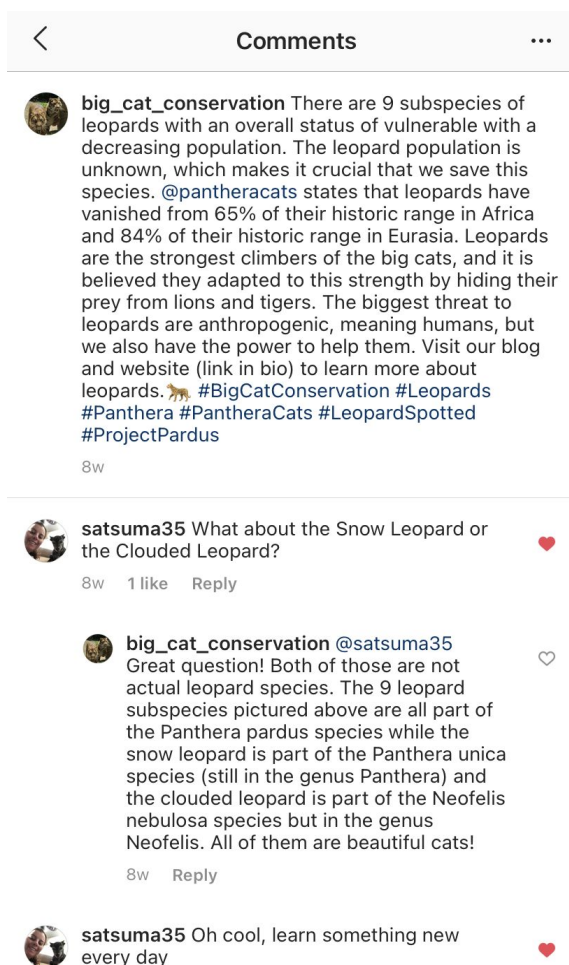 Comments
big_cat_conservation There are 9 subspecies of
leopards with an overall status of vulnerable with a
decreasing population. The leopard population is
unknown, which makes it crucial that we save this
species. @pantheracats states that leopards have
vanished from 65% of their historic range in Africa
and 84% of their historic range in Eurasia. Leopards
are the strongest climbers of the big cats, and it is
believed they adapted to this strength by hiding their
prey from lions and tigers. The biggest threat to
leopards are anthropogenic, meaning humans, but
we also have the power to help them. Visit our blog
and website (link in bio) to learn more about
leopards.🐆 #BigCatConservation #Leopards
#Panthera #PantheraCats #LeopardSpotted
#ProjectPardus
8w
satsuma35 What about the Snow Leopard or
the Clouded Leopard?
8w 1 like Reply
big_cat_conservation @satsuma35
Great question! Both of those are not
actual leopard species. The 9 leopard
subspecies pictured above are all part of
the Panthera pardus species while the
snow leopard is part of the Panthera unica
species (still in the genus Panthera) and
the clouded leopard is part of the Neofelis
nebulosa species but in the genus
Neofelis. All of them are beautiful cats!
8w Reply
satsuma35 Oh cool, learn something new
every day